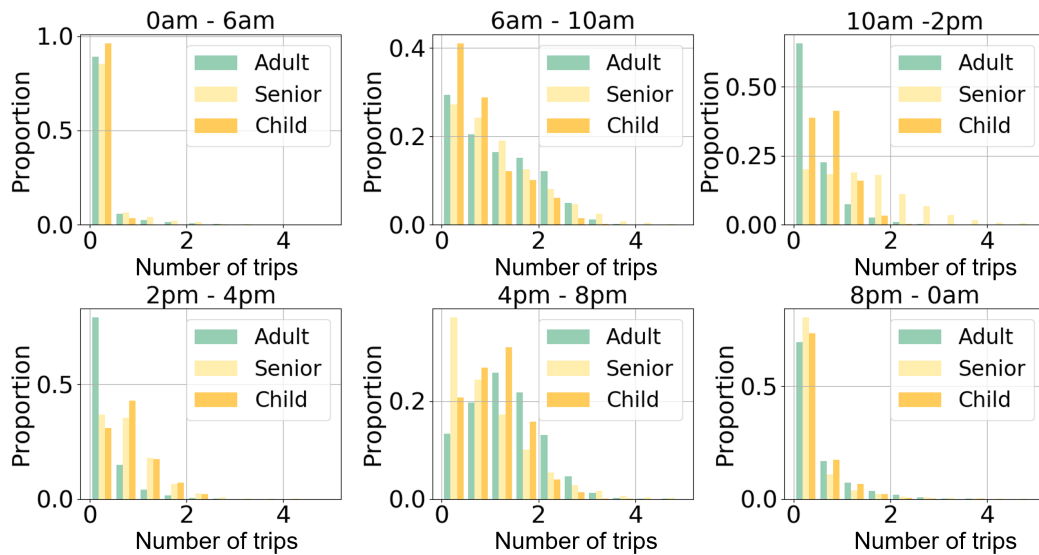 0am - 6am
1.0
0.5
0.0
Proportion
Adult
Senior
Child
0
2
4
Number of trips
6am - 10am
0.4
0.2
0.0
Proportion
Adult
Senior
Child
0
2
4
Number of trips
10am -2pm
0.50
0.25
0.00
Proportion
Adult
Senior
Child
0
2
4
Number of trips
2pm - 4pm
0.5
0.0
Proportion
Adult
Senior
Child
0
2
4
Number of trips
4pm - 8pm
0.2
0.0
Proportion
Adult
Senior
Child
0
2
4
Number of trips
8pm - 0am
0.5
0.0
Proportion
Adult
Senior
Child
0
2
4
Number of trips